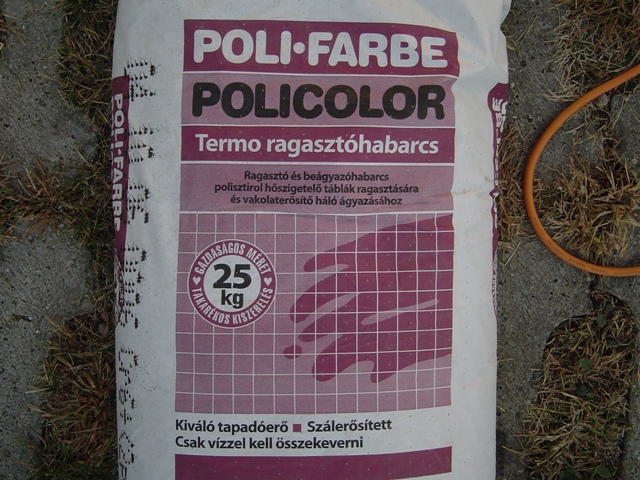 POLI•FARBE
POLICOLOR
Termo ragasztóhabarcs
Ragasztó és beágyazóhabarcs
polisztirol hőszigetelő táblák ragasztására
és vakolaterősítő háló ágyazásához
GAZDASÁGOS MÉRET
25
kg
TAKARÉKOS KISZERELÉS
Kiváló tapadóerő ■ Szálerősített
Csak vízzel kell összekeverni
POLI•FARBE